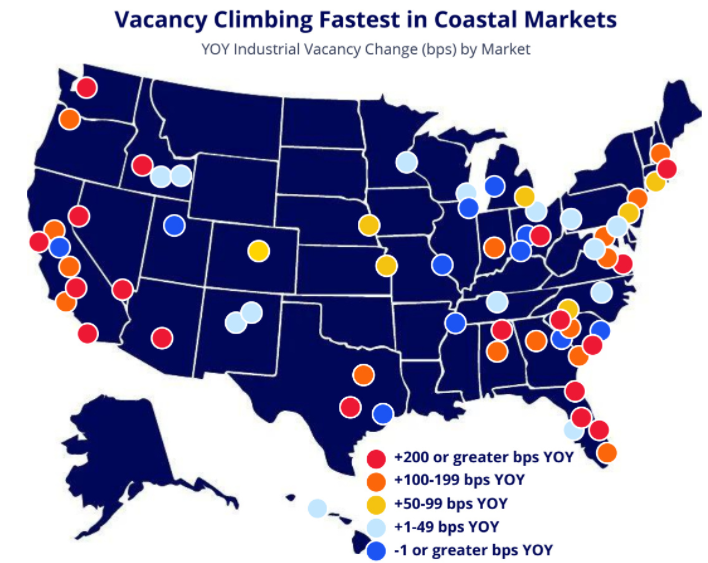 Vacancy Climbing Fastest in Coastal Markets
YOY Industrial Vacancy Change (bps) by Market
+200 or greater bps YOY
+100-199 bps YOY
+50-99 bps YOY
+1-49 bps YOY
-1 or greater bps YOY